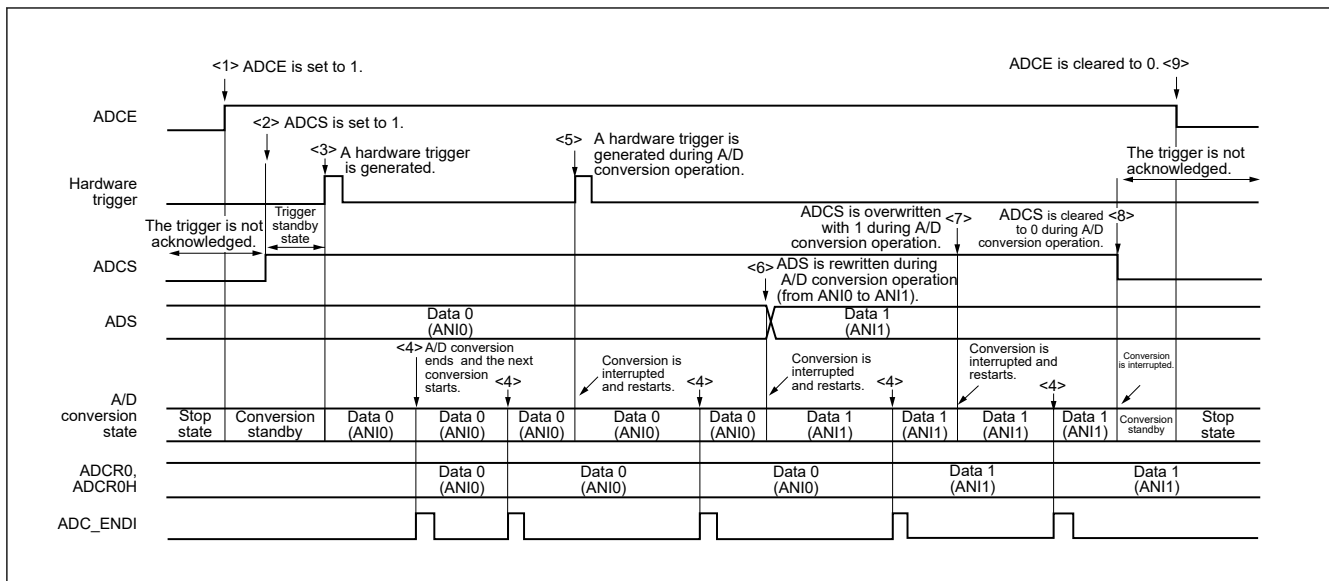 <1> ADCE is set to 1.
ADCE is cleared to 0. <9>
ADCE
<2> ADCS is set to 1.
<3> A hardware trigger
is generated.
<5> A hardware trigger is
generated during A/D
conversion operation.
The trigger is not
acknowledged.
Hardware
trigger
The trigger is not
acknowledged.
Trigger
standby
state
ADCS is overwritten <7>
with 1 during A/D
conversion operation.
ADCS is cleared <8>
to 0 during A/D
conversion operation.
ADCS
<6> ADS is rewritten during
A/D conversion operation
(from ANI0 to ANI1).
ADS
Data 0
(ANI0)
Data 1
(ANI1)
<4> A/D conversion
ends and the next
conversion
starts.
<4>
Conversion is
interrupted
and restarts.
<4>
Conversion is
interrupted
and restarts.
<4>
Conversion is
interrupted and
restarts.
<4>
Conversion
is interrupted.
A/D
conversion
state
Stop
state
Conversion
standby
Data 0
(ANI0)
Data 0
(ANI0)
Data 0
(ANI0)
Data 0
(ANI0)
Data 0
(ANI0)
Data 1
(ANI1)
Data 1
(ANI1)
Data 1
(ANI1)
Data 1
(ANI1)
Conversion
standby
Stop
state
ADCR0,
ADCR0H
Data 0
(ANI0)
Data 0
(ANI0)
Data 0
(ANI0)
Data 1
(ANI1)
Data 1
(ANI1)
ADC_ENDI